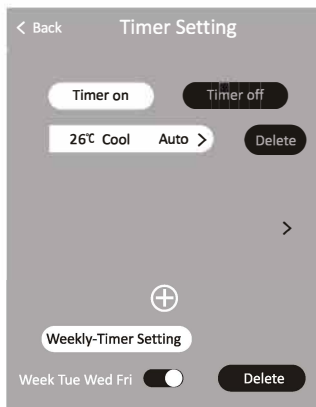 < Back Timer Setting
Timer on Timer off
26℃ Cool Auto > Delete
>
Weekly-Timer Setting
Week Tue Wed Fri Delete